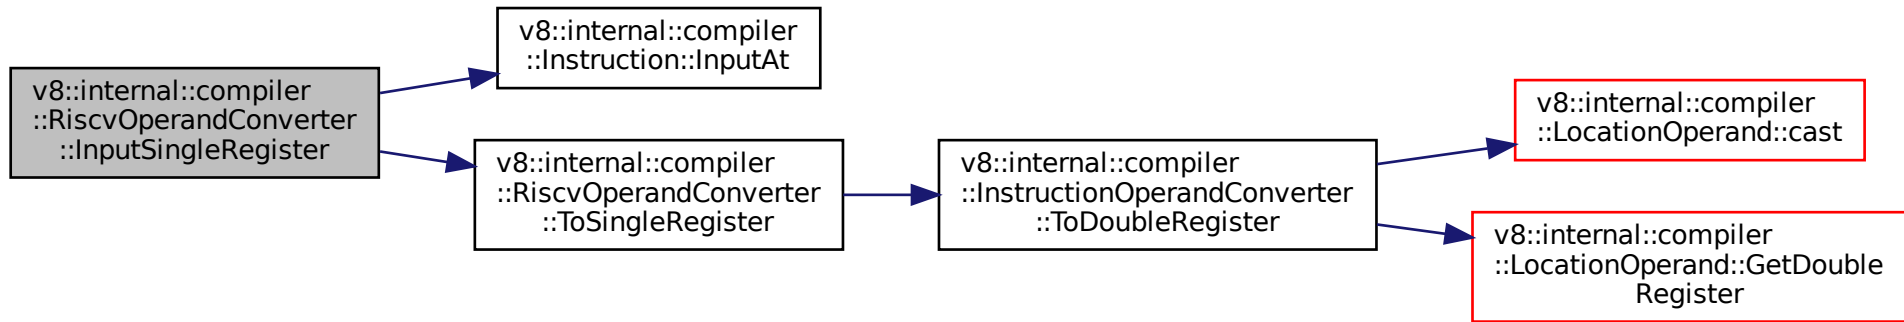 v8::internal::compiler
::RiscvOperandConverter
::InputSingleRegister
v8::internal::compiler
::Instruction::InputAt
v8::internal::compiler
::RiscvOperandConverter
::ToSingleRegister
v8::internal::compiler
::InstructionOperandConverter
::ToDoubleRegister
v8::internal::compiler
::LocationOperand::cast
v8::internal::compiler
::LocationOperand::GetDouble
Register